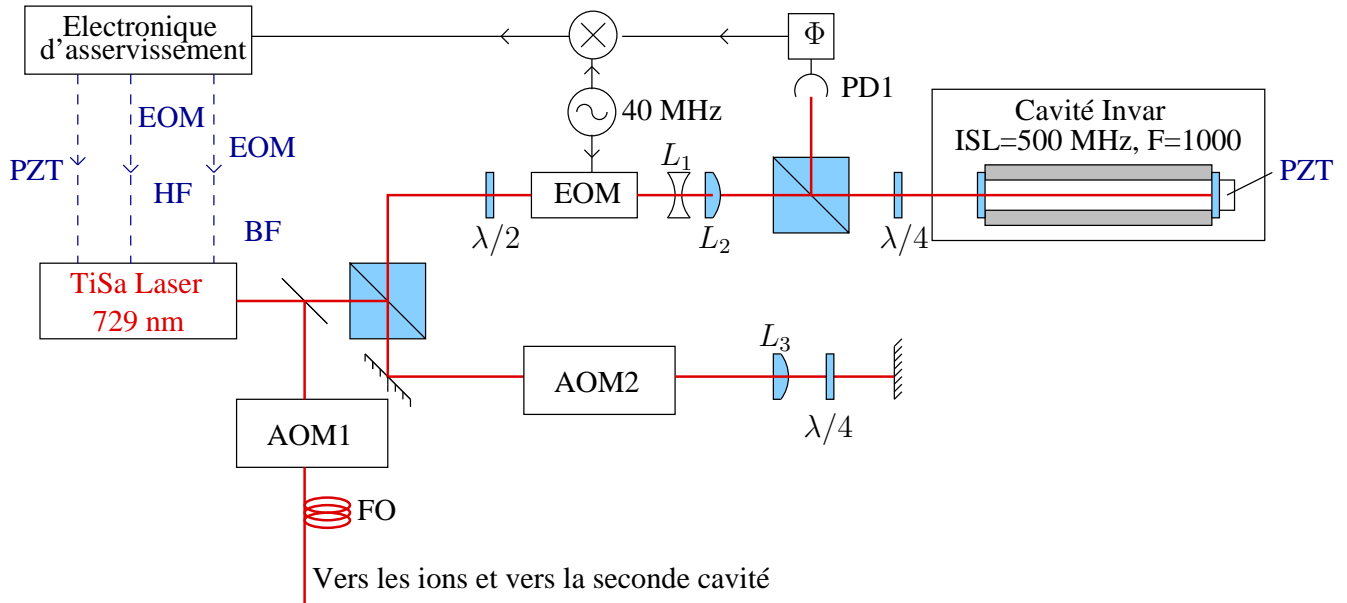 Electronique
d'asservissement
Φ
PD1
40 MHz
Cavité Invar
ISL=500 MHz, F=1000
PZT
EOM
EOM
PZT
HF
BF
EOM
L₁
L₂
λ/2
λ/4
TiSa Laser
729 nm
L₃
AOM2
λ/4
AOM1
FO
Vers les ions et vers la seconde cavité